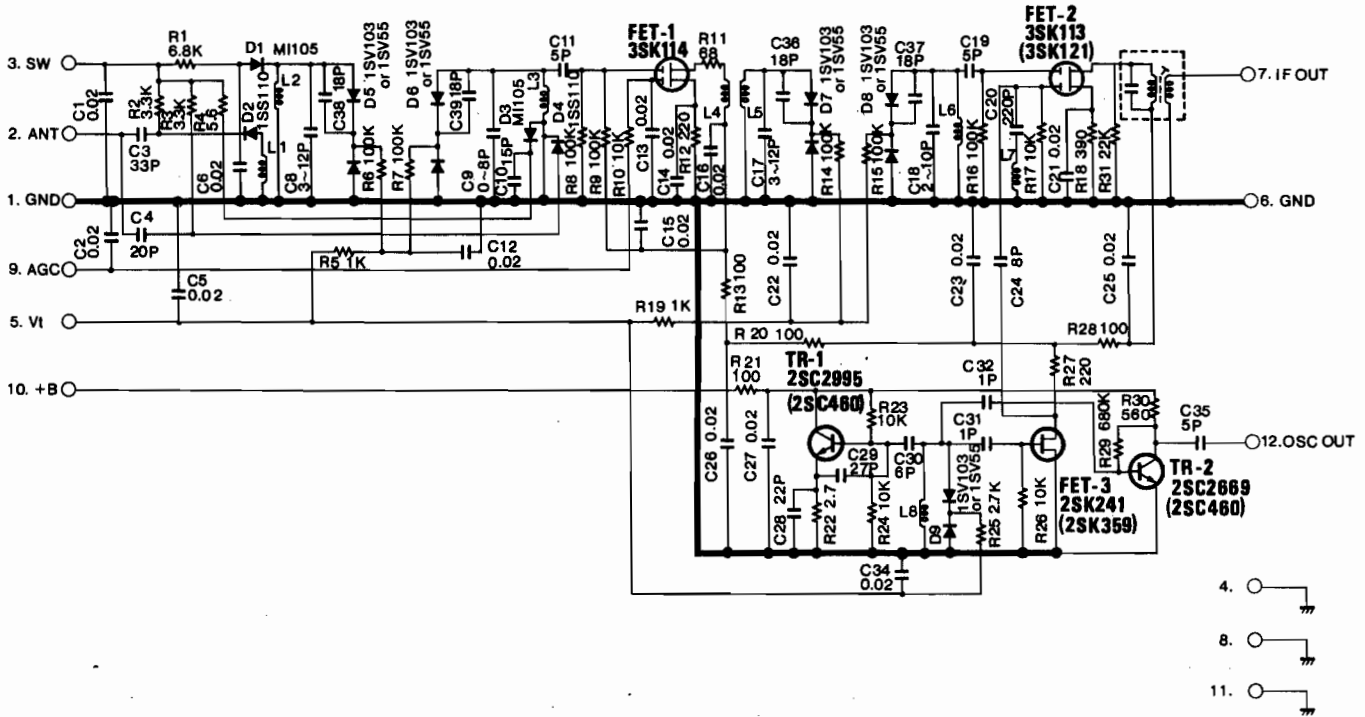 3. SW
2. ANT
1. GND
9. AGC
5. Vt
10. +B
7. IF OUT
6. GND
12. OSC OUT
4.
8.
11.
R1
6.8K
D1
MI105
C1
0.02
R2
3.3K
R3
3.3K
R4
5.6
D2
1SS110
L1
L2
C3
33P
C6
0.02
C8
3~12P
C38 18P
D5 1SV103
or 1SV55
R6 100K
R7 100K
D6 1SV103
or 1SV55
C39 18P
C9
0~8P
C10 15P
D3
MI105
L3
D4
1SS110
C11
5P
R8 100K
R9 100K
R10 10K
FET-1
3SK114
C13 0.02
C14 0.02
R12 220
R11
68
L4
C16
0.02
L5
C36
18P
C17
3~12P
D7 1SV103
or 1SV55
R14 100K
R15 100K
D8 1SV103
or 1SV55
C37
18P
C18
2~10P
L6
C19
5P
R16 100K
C20
220P
L7
R17 10K
FET-2
3SK113
(3SK121)
C21 0.02
R18 390
R31 22K
C2
0.02
C4
20P
C5
0.02
R5 1K
C12
0.02
C15
0.02
R13 100
C22 0.02
C23 0.02
C24 8P
C25 0.02
R19 1K
R 20 100
R28 100
R27
220
R21
100
C26 0.02
C27 0.02
TR-1
2SC2995
(2SC460)
R23
10K
C29
27P
C28 22P
R22 2.7
R24 10K
C30
6P
L8
C31
1P
1P
D9
1SV103
or 1SV55
R25 2.7K
R26 10K
FET-3
2SK241
(2SK359)
R29 680K
R30
560
C35
5P
TR-2
2SC2669
(2SC460)
C34
0.02